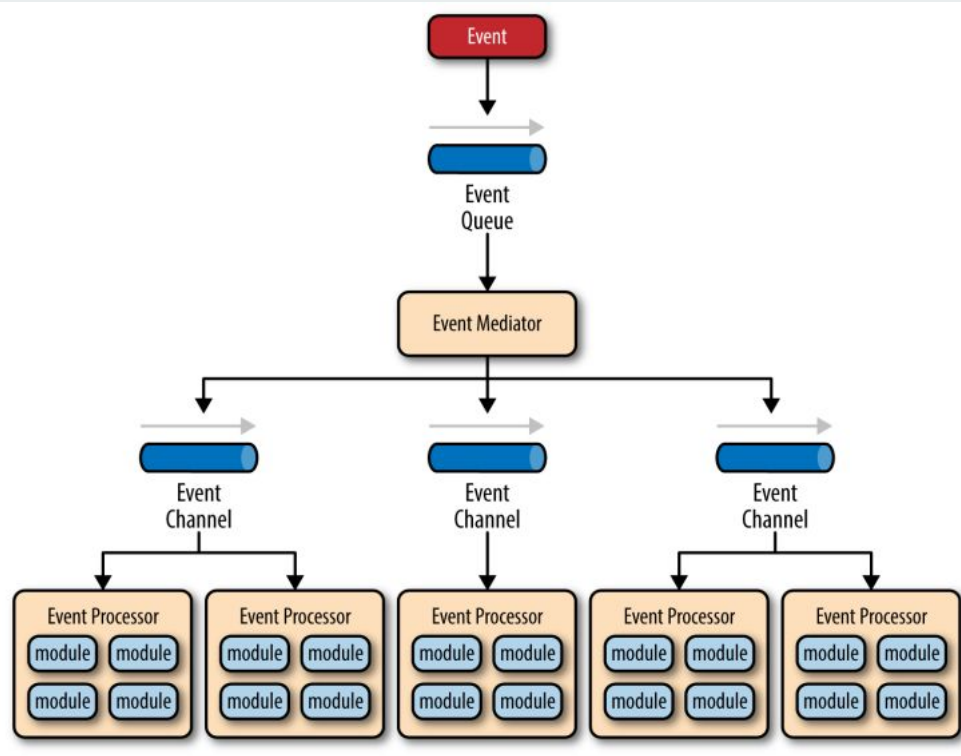 Event
Event
Queue
Event Mediator
Event
Channel
Event
Channel
Event
Channel
Event Processor
module module
module module
Event Processor
module module
module module
Event Processor
module module
module module
Event Processor
module module
module module
Event Processor
module module
module module